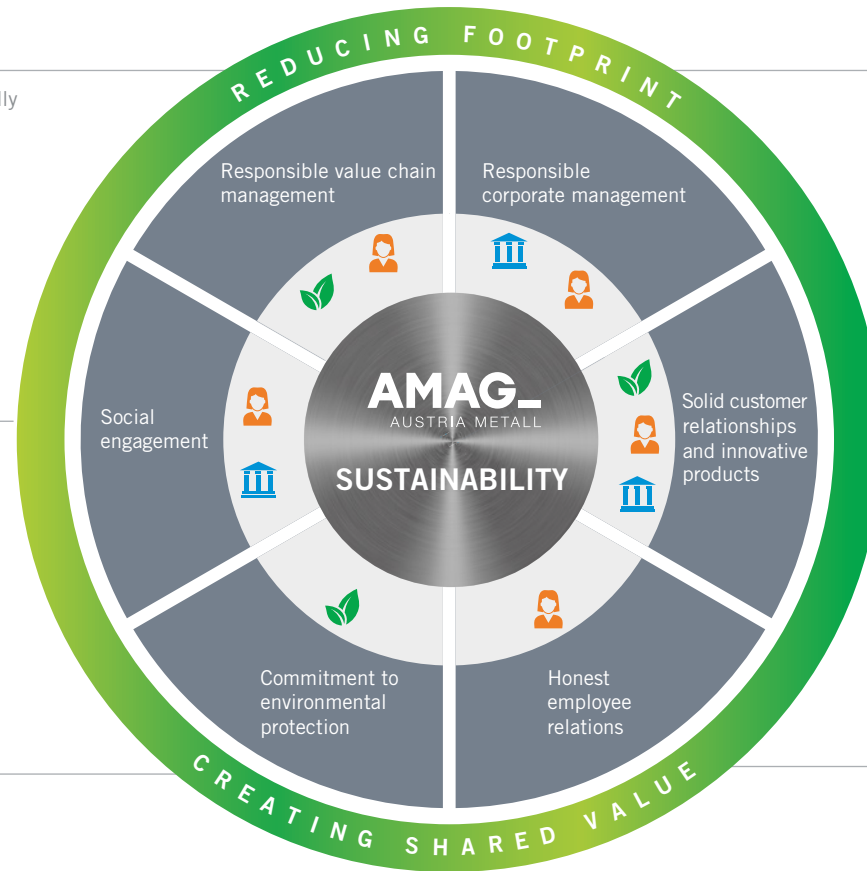 REDUCING FOOTPRINT
Responsible value chain
management
Responsible
corporate management
AMAG_
AUSTRIA METALL
SUSTAINABILITY
Social
engagement
Solid customer
relationships
and innovative
products
Commitment to
environmental
protection
Honest
employee
relations
CREATING SHARED VALUE